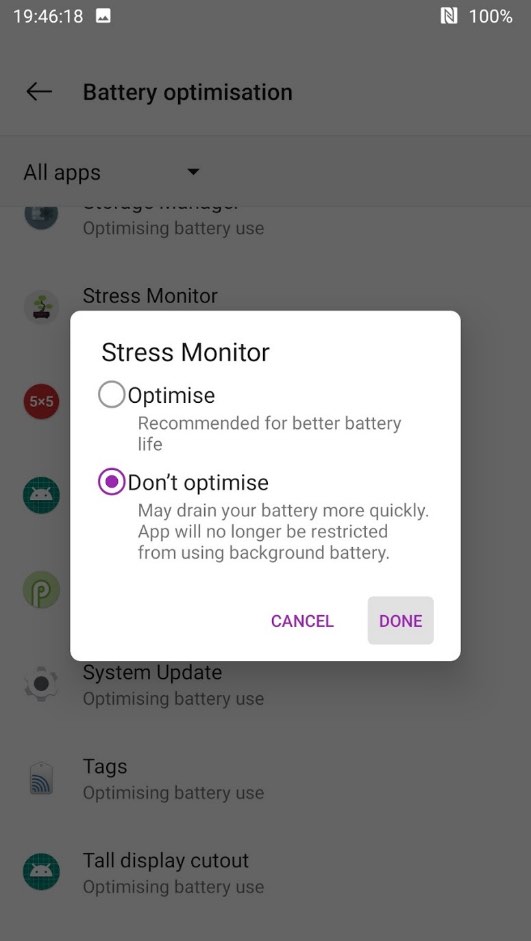 19:46:18
100%
Battery optimisation
All apps
Storage Manager
Optimising battery use
Stress Monitor
Stress Monitor
Optimise
Recommended for better battery
life
Don't optimise
May drain your battery more quickly.
App will no longer be restricted
from using background battery.
CANCEL
DONE
5×5
System Update
Optimising battery use
Tags
Optimising battery use
Tall display cutout
Optimising battery use